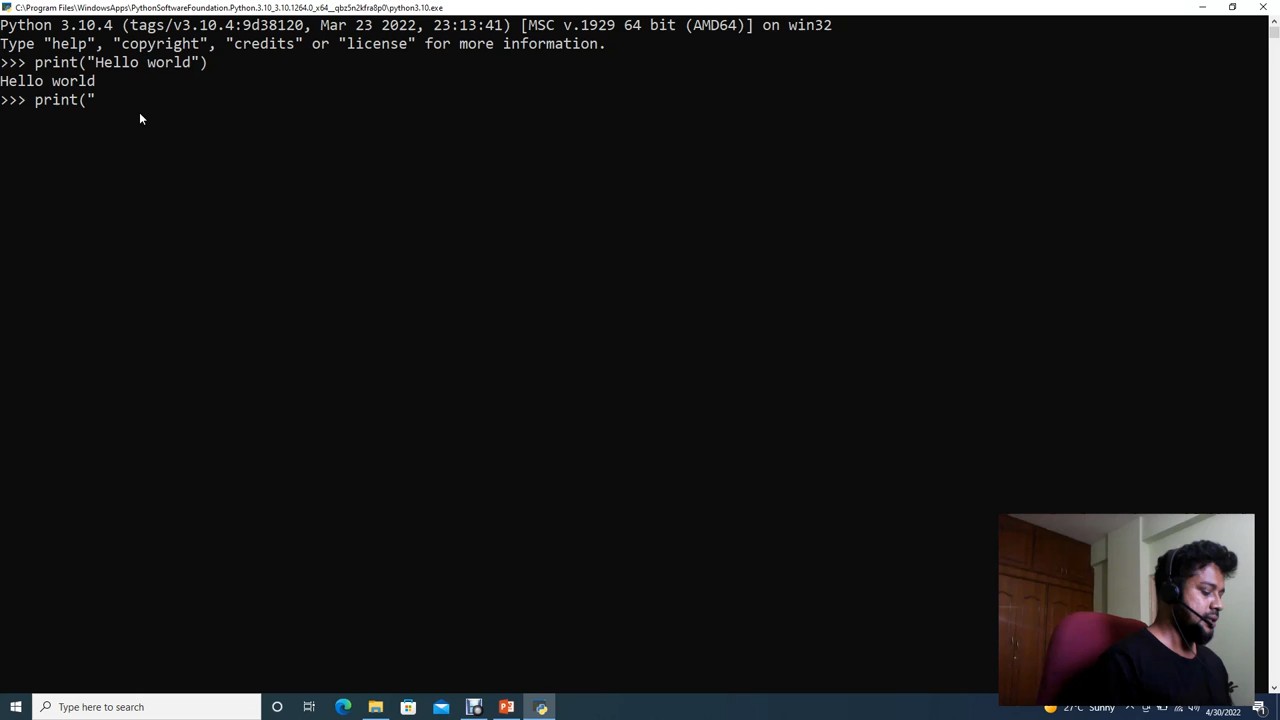 C:\Program Files\WindowsApps\PythonSoftwareFoundation.Python.3.10_3.10.1264.0_x64__qbz5n2kfra8p0\python3.10.exe
Python 3.10.4 (tags/v3.10.4:9d38120, Mar 23 2022, 23:13:41) [MSC v.1929 64 bit (AMD64)] on win32
Type "help", "copyright", "credits" or "license" for more information.
>>> print("Hello world")
Hello world
>>> print("
Type here to search
27°C Sunny
4/30/2022
1